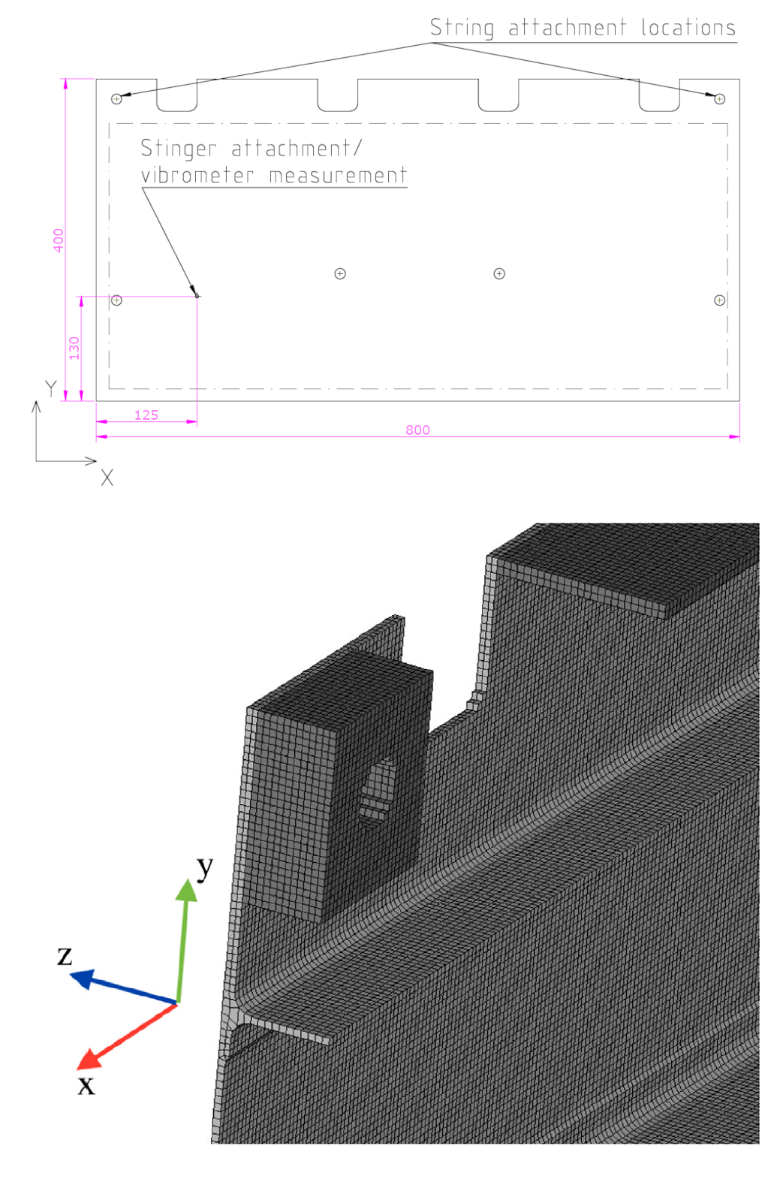 String attachment locations
Stinger attachment/
vibrometer measurement
400
130
125
800
Y
X
y
z
x